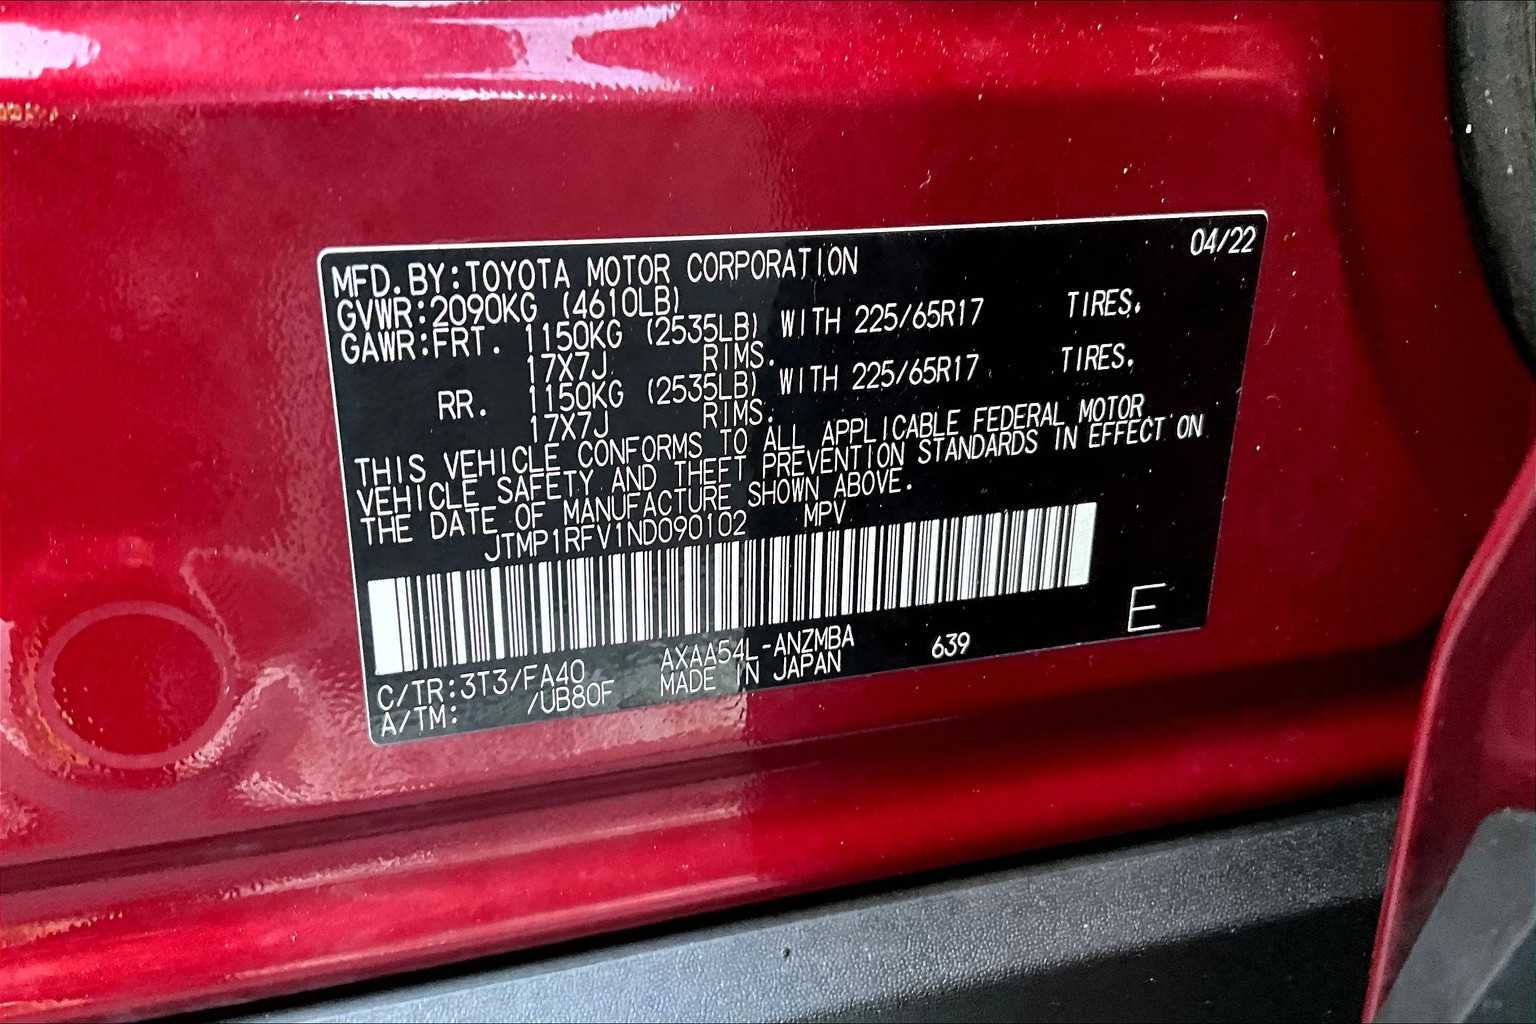 04/22
MFD.BY:TOYOTA MOTOR CORPORATION
GVWR:2090KG (4610LB)
GAWR:FRT. 1150KG (2535LB) WITH 225/65R17 TIRES.
17X7J RIMS.
RR. 1150KG (2535LB) WITH 225/65R17 TIRES.
17X7J RIMS.
THIS VEHICLE CONFORMS TO ALL APPLICABLE FEDERAL MOTOR
VEHICLE SAFETY AND THEFT PREVENTION STANDARDS IN EFFECT ON
THE DATE OF MANUFACTURE SHOWN ABOVE.
JTMP1RFV1ND090102 MPV
E
C/TR:3T3/FA40 AXAA54L-ANZMBA 639
A/TM: /UB80F MADE IN JAPAN